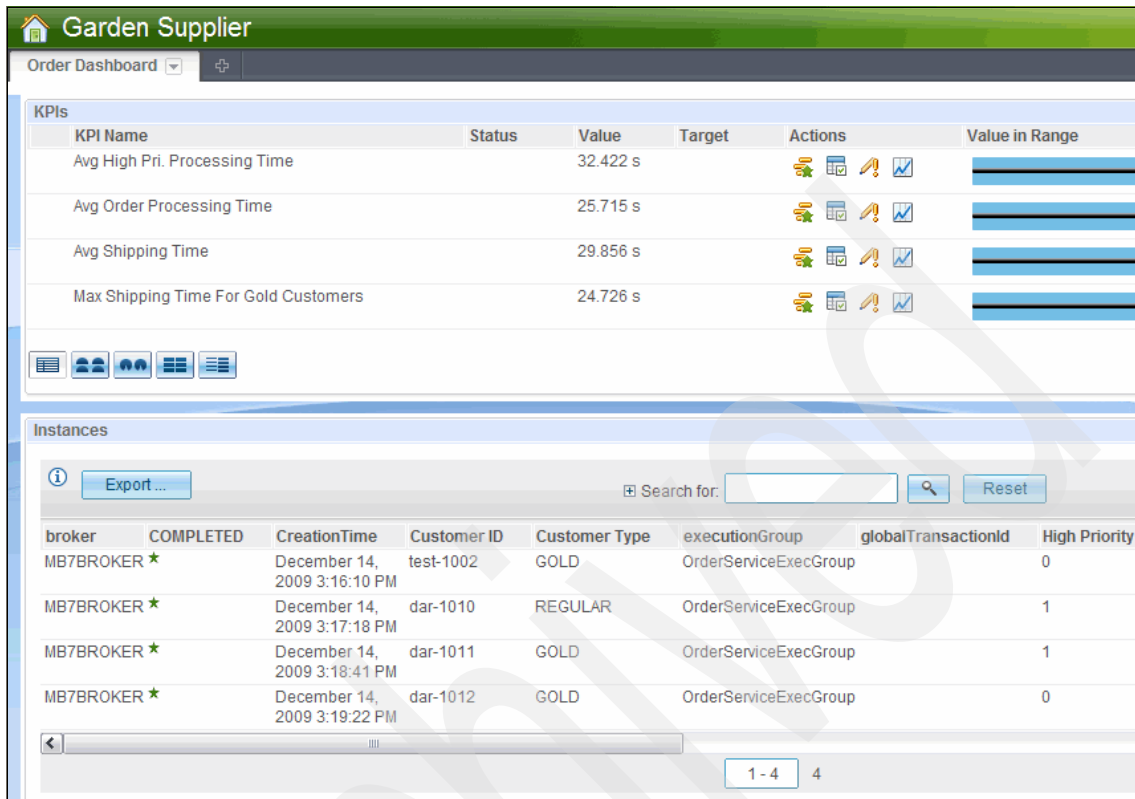 Garden Supplier
Order Dashboard
KPIs
KPI Name Status Value Target Actions Value in Range
Avg High Pri. Processing Time 32.422 s
Avg Order Processing Time 25.715 s
Avg Shipping Time 29.856 s
Max Shipping Time For Gold Customers 24.726 s
Instances
Export ... Search for: Reset
broker COMPLETED CreationTime Customer ID Customer Type executionGroup globalTransactionId High Priority
MB7BROKER December 14, test-1002 GOLD OrderServiceExecGroup 0
2009 3:16:10 PM
MB7BROKER December 14, dar-1010 REGULAR OrderServiceExecGroup 1
2009 3:17:18 PM
MB7BROKER December 14, dar-1011 GOLD OrderServiceExecGroup 1
2009 3:18:41 PM
MB7BROKER December 14, dar-1012 GOLD OrderServiceExecGroup 0
2009 3:19:22 PM
1 - 4 4